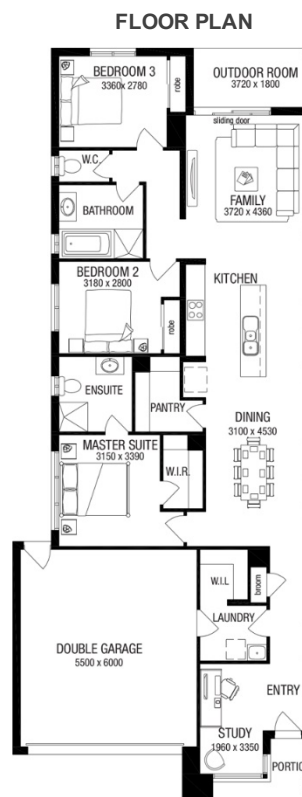 FLOOR PLAN
BEDROOM 3
3360x 2780
robe
OUTDOOR ROOM
3720 x 1800
sliding door
W.C.
FAMILY
3720 x 4360
BATHROOM
BEDROOM 2
3180 x 2800
robe
KITCHEN
ENSUITE
PANTRY
DINING
3100 x 4530
MASTER SUITE
3150 x 3390
W.I.R.
W.I.L
broom
LAUNDRY
DOUBLE GARAGE
5500 x 6000
ENTRY
STUDY
1960 x 3350
PORTIC